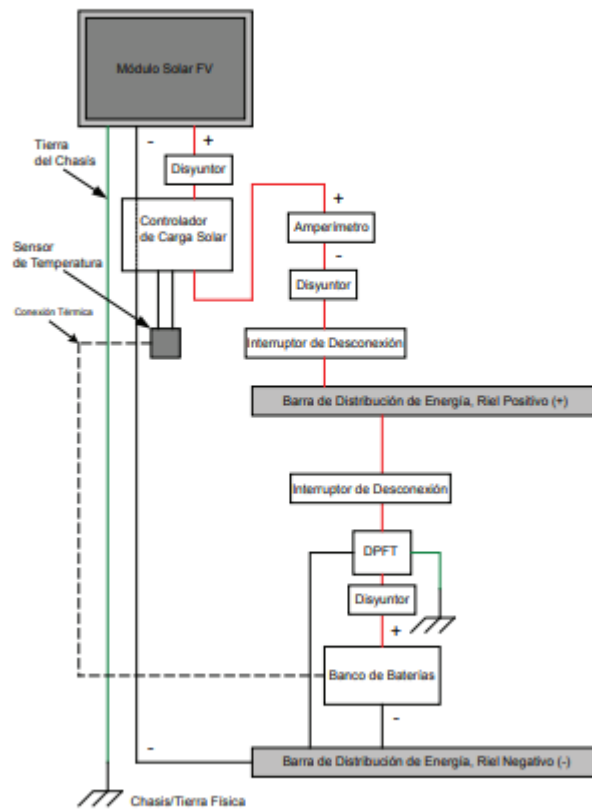 Módulo Solar FV
Tierra
del Chasís
-
+
Disyuntor
Controlador
de Carga Solar
+
Amperímetro
-
Disyuntor
Sensor
de Temperatura
Conexión Térmica
Interruptor de Desconexión
Barra de Distribución de Energía, Riel Positivo (+)
Interruptor de Desconexión
DPFT
Disyuntor
+
Banco de Baterías
-
-
Barra de Distribución de Energía, Riel Negativo (-)
Chasis/Tierra Física